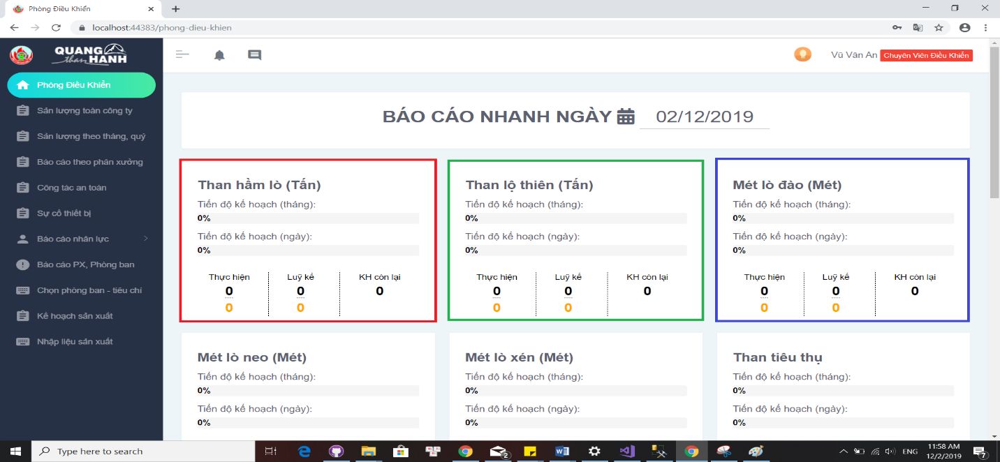 Phòng Điều Khiển
localhost:44383/phong-dieu-khien
QUANG
than HANH
Vũ Văn An Chuyên Viên Điều Khiển
Phòng Điều Khiển
Sản lượng toàn công ty
Sản lượng theo tháng, quý
Báo cáo theo phân xưởng
Công tác an toàn
Sự cố thiết bị
Báo cáo nhân lực
Báo cáo PX, Phòng ban
Chọn phòng ban - tiêu chí
Kế hoạch sản xuất
Nhập liệu sản xuất
BÁO CÁO NHANH NGÀY 02/12/2019
Than hầm lò (Tấn)
Tiến độ kế hoạch (tháng):
0%
Tiến độ kế hoạch (ngày):
0%
Thực hiện Luỹ kế KH còn lại
0 0 0
0 0
Than lộ thiên (Tấn)
Tiến độ kế hoạch (tháng):
0%
Tiến độ kế hoạch (ngày):
0%
Thực hiện Luỹ kế KH còn lại
0 0 0
0 0
Mét lò đào (Mét)
Tiến độ kế hoạch (tháng):
0%
Tiến độ kế hoạch (ngày):
0%
Thực hiện Luỹ kế KH còn lại
0 0 0
0 0
Mét lò neo (Mét)
Tiến độ kế hoạch (tháng):
0%
Tiến độ kế hoạch (ngày):
0%
Mét lò xén (Mét)
Tiến độ kế hoạch (tháng):
0%
Tiến độ kế hoạch (ngày):
0%
Than tiêu thụ
Tiến độ kế hoạch (tháng):
0%
Tiến độ kế hoạch (ngày):
0%
Type here to search
2
ENG
11:58 AM
12/2/2019
7